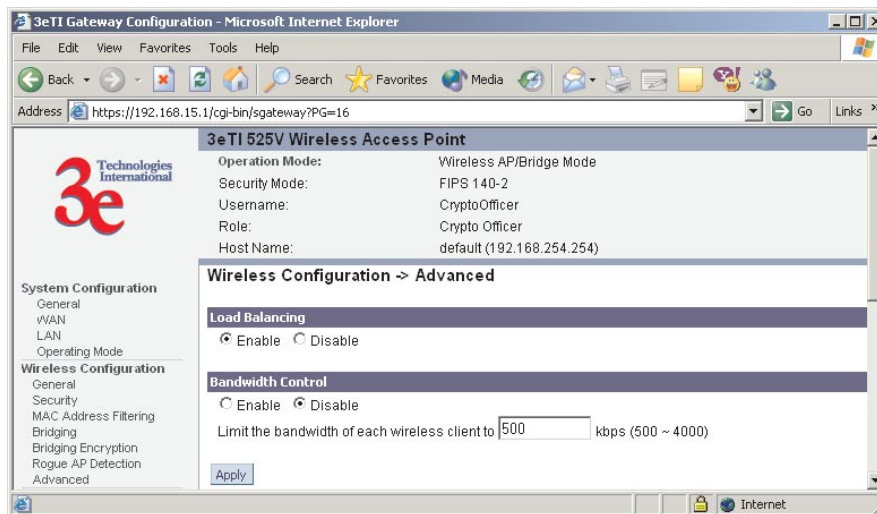 3eTI Gateway Configuration - Microsoft Internet Explorer
File Edit View Favorites Tools Help
Back Search Favorites Media
Address https://192.168.15.1/cgi-bin/sgateway?PG=16 Go Links »
3e Technologies International
3eTI 525V Wireless Access Point
Operation Mode: Wireless AP/Bridge Mode
Security Mode: FIPS 140-2
Username: CryptoOfficer
Role: Crypto Officer
Host Name: default (192.168.254.254)
System Configuration
General
WAN
LAN
Operating Mode
Wireless Configuration
General
Security
MAC Address Filtering
Bridging
Bridging Encryption
Rogue AP Detection
Advanced
Wireless Configuration -> Advanced
Load Balancing
Enable Disable
Bandwidth Control
Enable Disable
Limit the bandwidth of each wireless client to 500 kbps (500 ~ 4000)
Apply
Internet